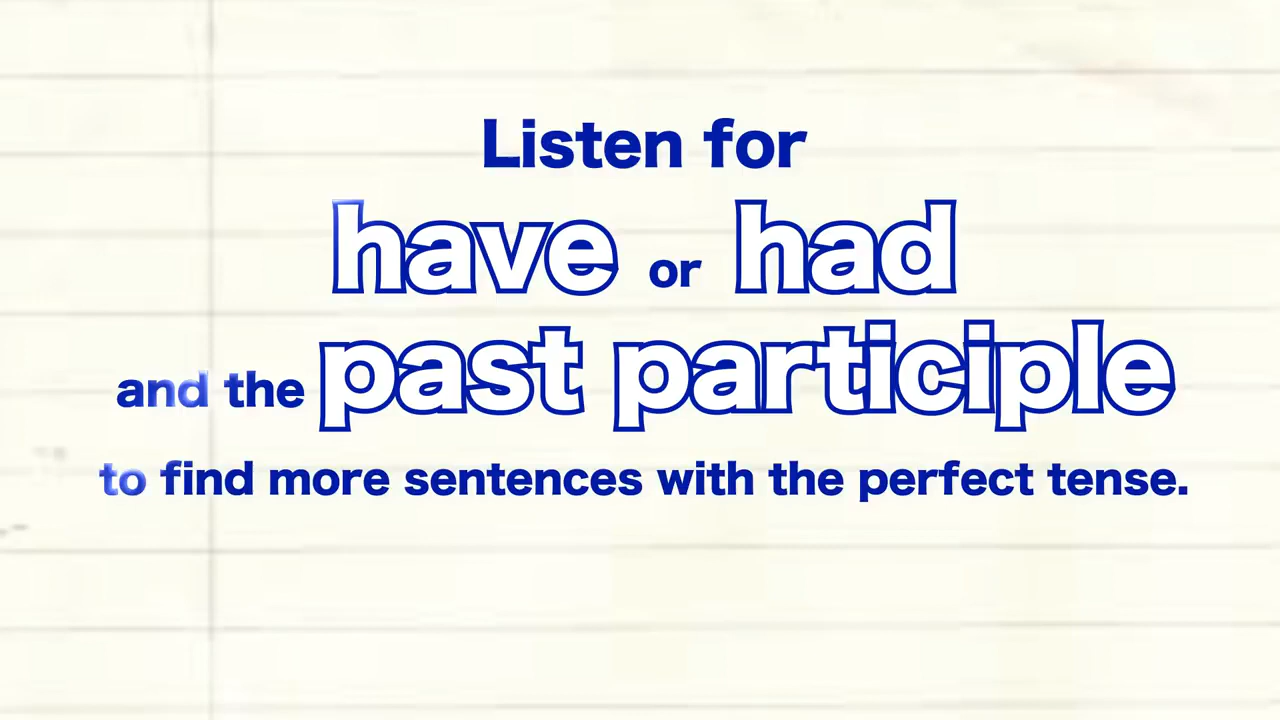 Listen for
have or had
and the past participle
to find more sentences with the perfect tense.